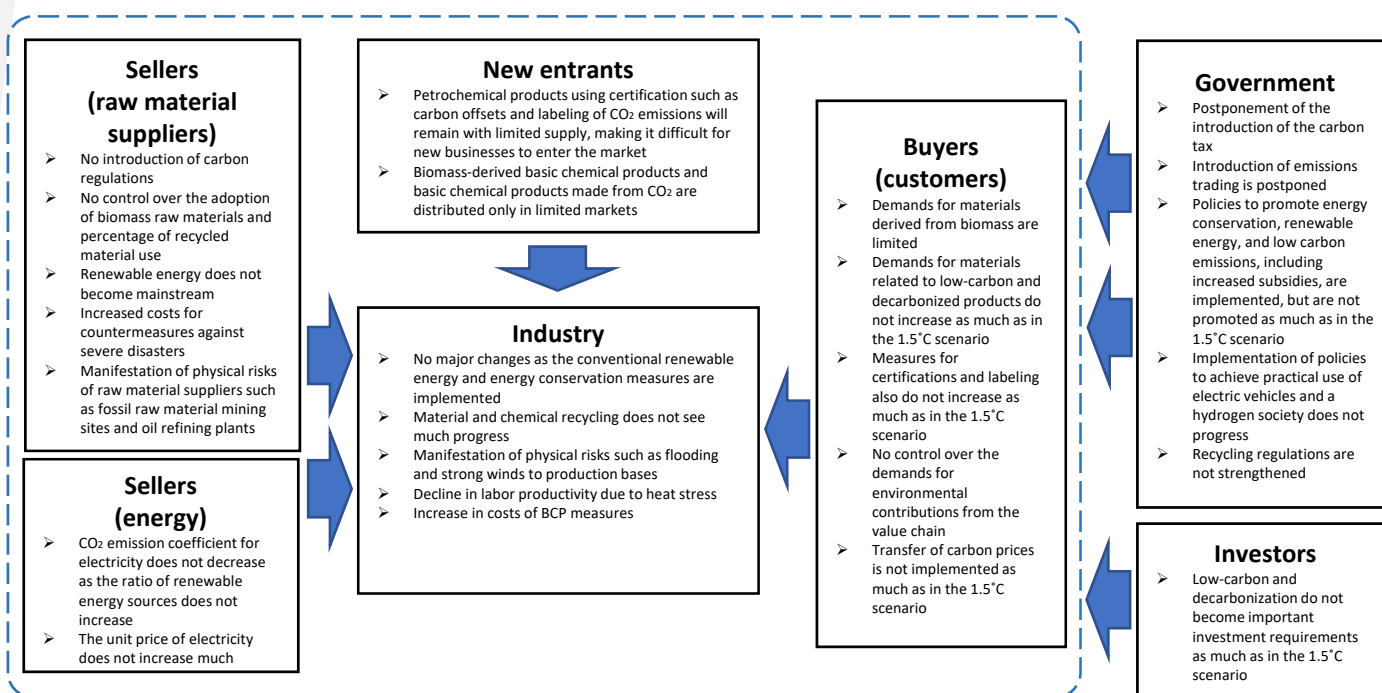 Sellers
(raw material
suppliers)
➢ No introduction of carbon
regulations
➢ No control over the adoption
of biomass raw materials and
percentage of recycled
material use
➢ Renewable energy does not
become mainstream
➢ Increased costs for
countermeasures against
severe disasters
➢ Manifestation of physical risks
of raw material suppliers such
as fossil raw material mining
sites and oil refining plants
Sellers
(energy)
➢ CO₂ emission coefficient for
electricity does not decrease
as the ratio of renewable
energy sources does not
increase
➢ The unit price of electricity
does not increase much
New entrants
➢ Petrochemical products using certification such as
carbon offsets and labeling of CO₂ emissions will
remain with limited supply, making it difficult for
new businesses to enter the market
➢ Biomass-derived basic chemical products and
basic chemical products made from CO₂ are
distributed only in limited markets
Industry
➢ No major changes as the conventional renewable
energy and energy conservation measures are
implemented
➢ Material and chemical recycling does not see
much progress
➢ Manifestation of physical risks such as flooding
and strong winds to production bases
➢ Decline in labor productivity due to heat stress
➢ Increase in costs of BCP measures
Buyers
(customers)
➢ Demands for materials
derived from biomass are
limited
➢ Demands for materials
related to low-carbon and
decarbonized products do
not increase as much as in
the 1.5˚C scenario
➢ Measures for
certifications and labeling
also do not increase as
much as in the 1.5˚C
scenario
➢ No control over the
demands for
environmental
contributions from the
value chain
➢ Transfer of carbon prices
is not implemented as
much as in the 1.5˚C
scenario
Government
➢ Postponement of the
introduction of the carbon
tax
➢ Introduction of emissions
trading is postponed
➢ Policies to promote energy
conservation, renewable
energy, and low carbon
emissions, including
increased subsidies, are
implemented, but are not
promoted as much as in the
1.5˚C scenario
➢ Implementation of policies
to achieve practical use of
electric vehicles and a
hydrogen society does not
progress
➢ Recycling regulations are
not strengthened
Investors
➢ Low-carbon and
decarbonization do not
become important
investment requirements
as much as in the 1.5˚C
scenario